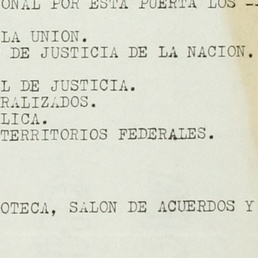 ONAL POR ESTA PUERTA LOS
LA UNION.
DE JUSTICIA DE LA NACION.
L DE JUSTICIA.
RALIZADOS.
LICA.
TERRITORIOS FEDERALES.
OTECA, SALON DE ACUERDOS Y